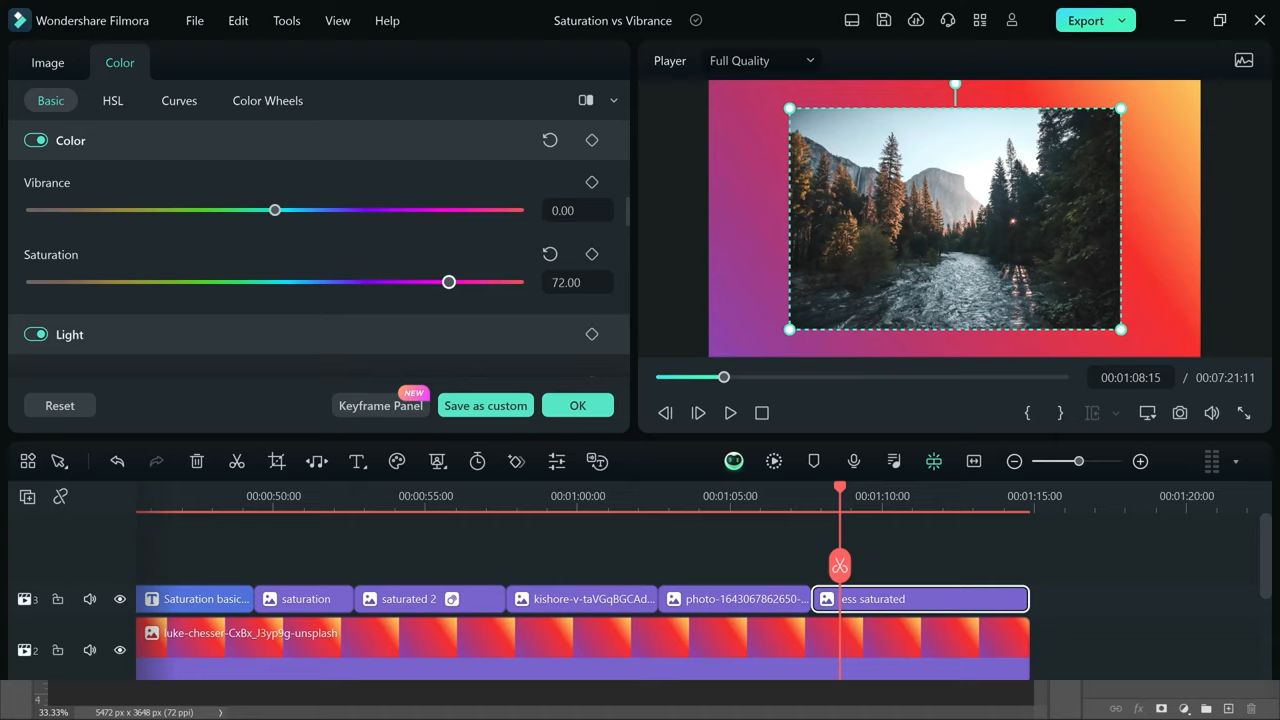 Wondershare Filmora File Edit Tools View Help Saturation vs Vibrance Export
Image Color
Player Full Quality
Basic HSL Curves Color Wheels
Color
Vibrance
0.00
Saturation
72.00
Light
NEW
Reset Keyframe Panel Save as custom OK
00:01:08:15 / 00:07:21:11
{ }
00:00:50:00 00:00:55:00 00:01:00:00 00:01:05:00 00:01:10:00 00:01:15:00 00:01:20:00
3 Saturation basic... saturation saturated 2 kishore-v-taVGqBGCAd... photo-1643067862650-... less saturated
2 luke-chesser-CxBx_J3yp9g-unsplash
4
33.33% 5472 px x 3648 px (72 ppi) fx